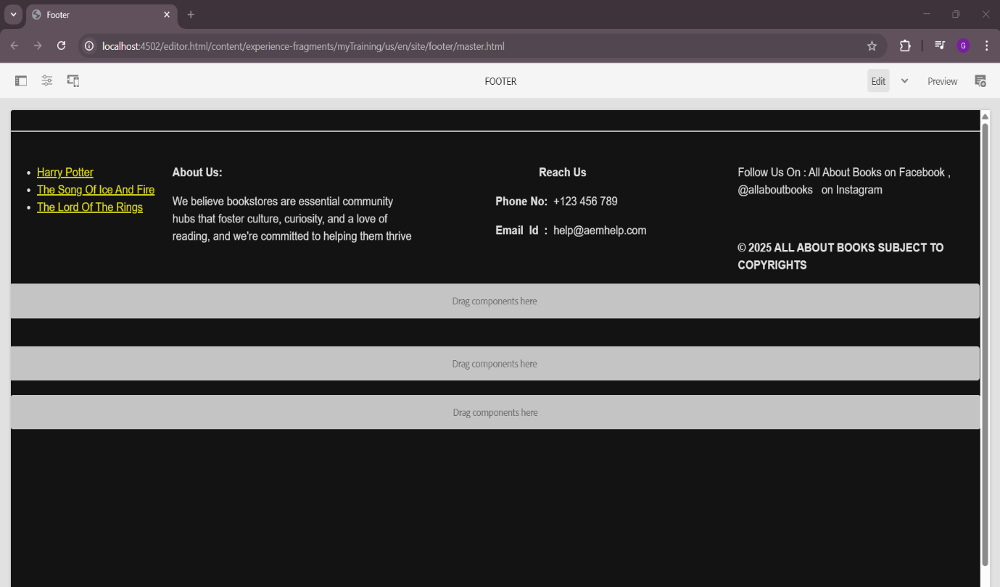 Footer
localhost:4502/editor.html/content/experience-fragments/myTraining/us/en/site/footer/master.html
G
FOOTER
Edit
Preview
Harry Potter
The Song Of Ice And Fire
The Lord Of The Rings
About Us:
We believe bookstores are essential community
hubs that foster culture, curiosity, and a love of
reading, and we're committed to helping them thrive
Reach Us
Phone No: +123 456 789
Email Id : help@aemhelp.com
Follow Us On : All About Books on Facebook ,
@allaboutbooks on Instagram
© 2025 ALL ABOUT BOOKS SUBJECT TO
COPYRIGHTS
Drag components here
Drag components here
Drag components here